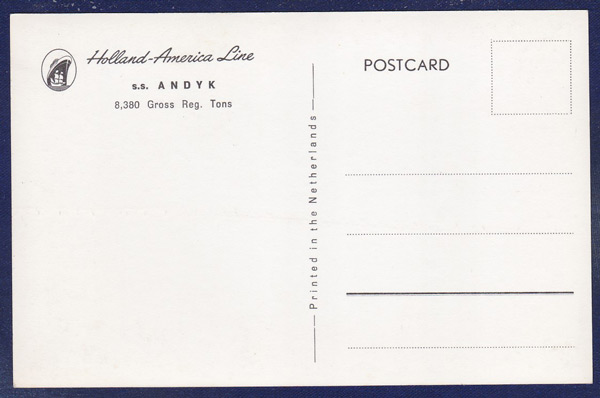 Holland-America Line
s.s. ANDYK
8,380 Gross Reg. Tons
Printed in the Netherlands
POSTCARD